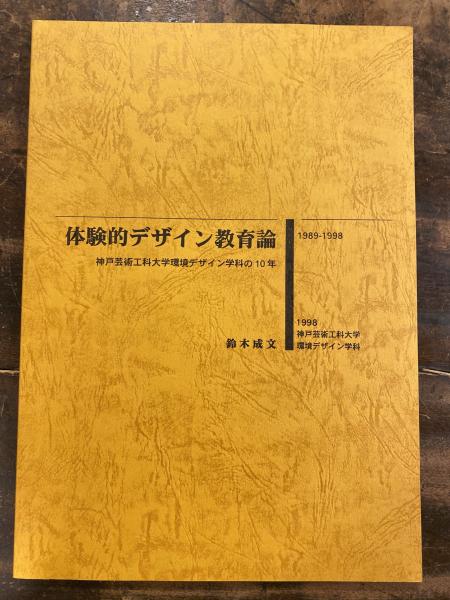 体験的デザイン教育論
1989-1998
神戸芸術工科大学環境デザイン学科の10年
鈴木成文
1998
神戸芸術工科大学
環境デザイン学科